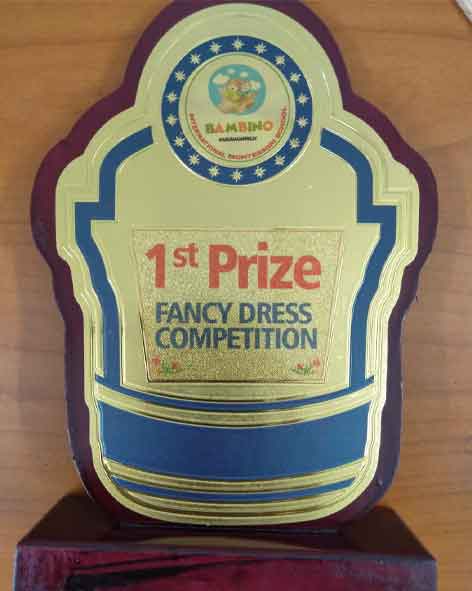 BAMBINO
INTERNATIONAL MONTESSORI SCHOOL
1st Prize
FANCY DRESS
COMPETITION